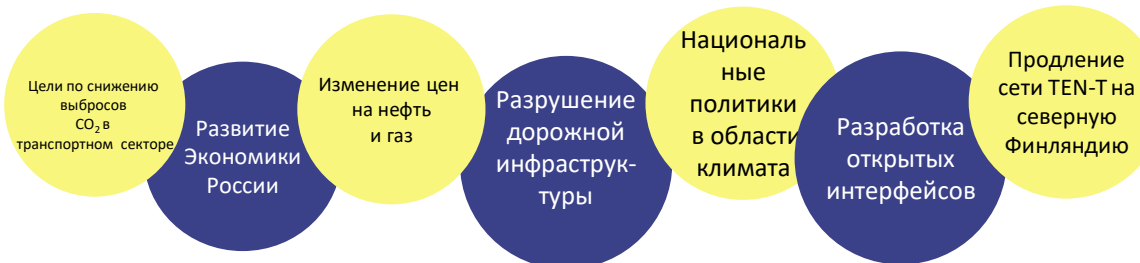 Цели по снижению
выбросов
CO₂ в
транспортном секторе
Развитие
Экономики
России
Изменение цен
на нефть
и газ
Разрушение
дорожной
инфраструк-
туры
Националь
ные
политики
в области
климата
Разработка
открытых
интерфейсов
Продление
сети TEN-T на
северную
Финляндию